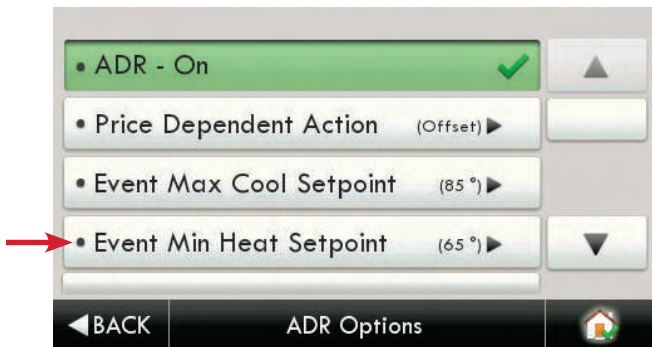 • ADR - On
• Price Dependent Action (Offset)
• Event Max Cool Setpoint (85 °)
• Event Min Heat Setpoint (65 °)
BACK ADR Options